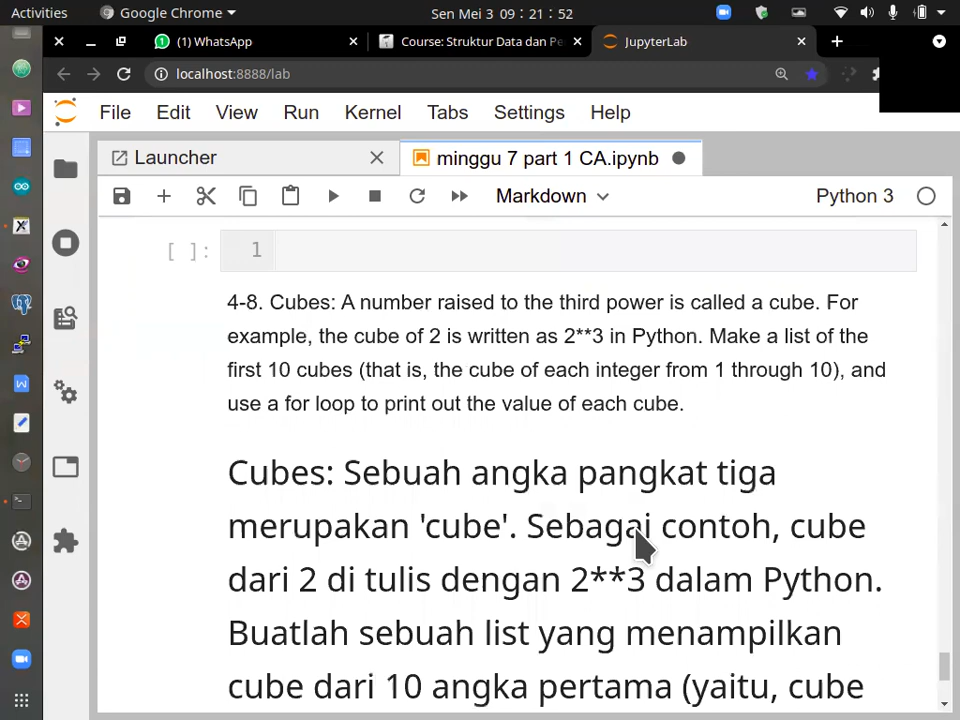 Activities Google Chrome Sen Mei 3 09:21:52
(1) WhatsApp Course: Struktur Data dan Pe JupyterLab
localhost:8888/lab
File Edit View Run Kernel Tabs Settings Help
Launcher minggu 7 part 1 CA.ipynb
Markdown Python 3
[ ]: 1
4-8. Cubes: A number raised to the third power is called a cube. For
example, the cube of 2 is written as 2**3 in Python. Make a list of the
first 10 cubes (that is, the cube of each integer from 1 through 10), and
use a for loop to print out the value of each cube.
Cubes: Sebuah angka pangkat tiga
merupakan 'cube'. Sebagai contoh, cube
dari 2 di tulis dengan 2**3 dalam Python.
Buatlah sebuah list yang menampilkan
cube dari 10 angka pertama (yaitu, cube